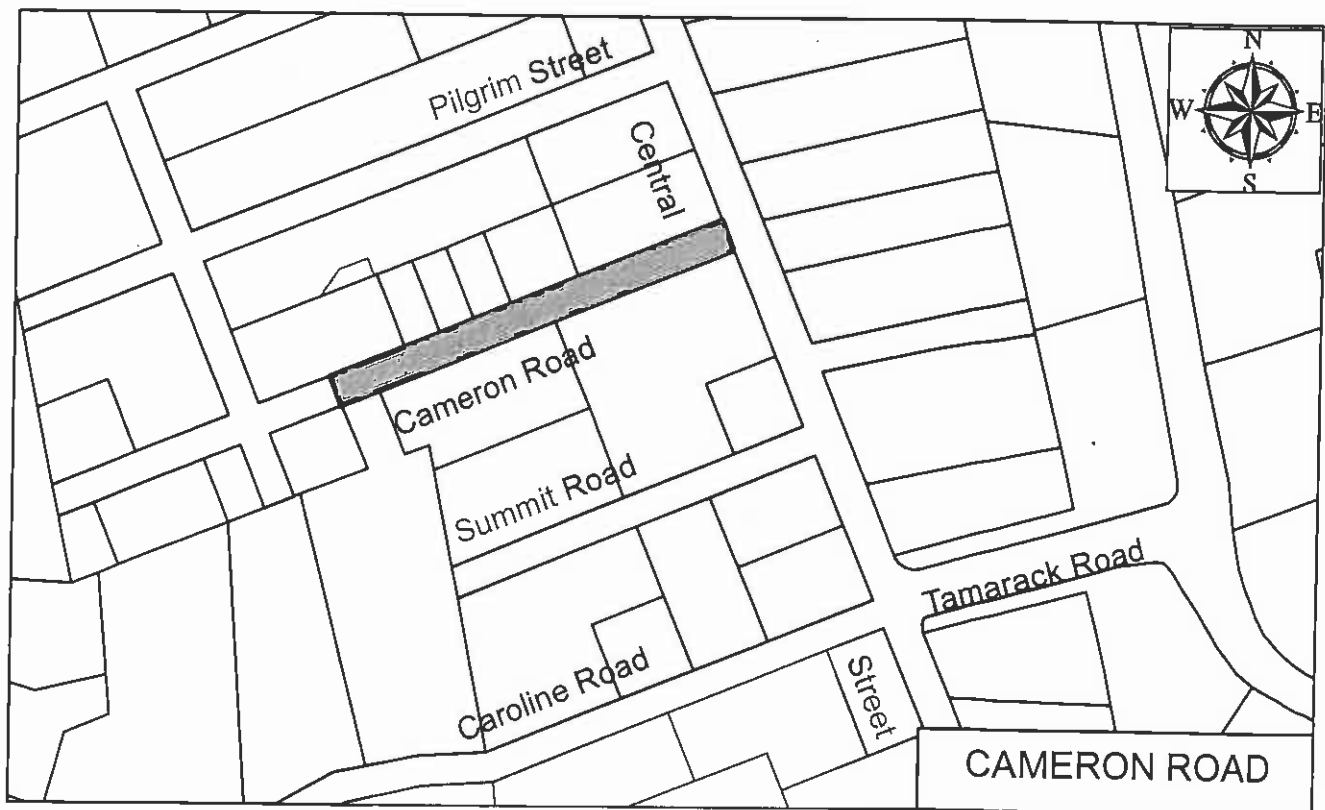 N
W E
S
Pilgrim Street
Central
Cameron Road
Summit Road
Tamarack Road
Caroline Road
Street
CAMERON ROAD